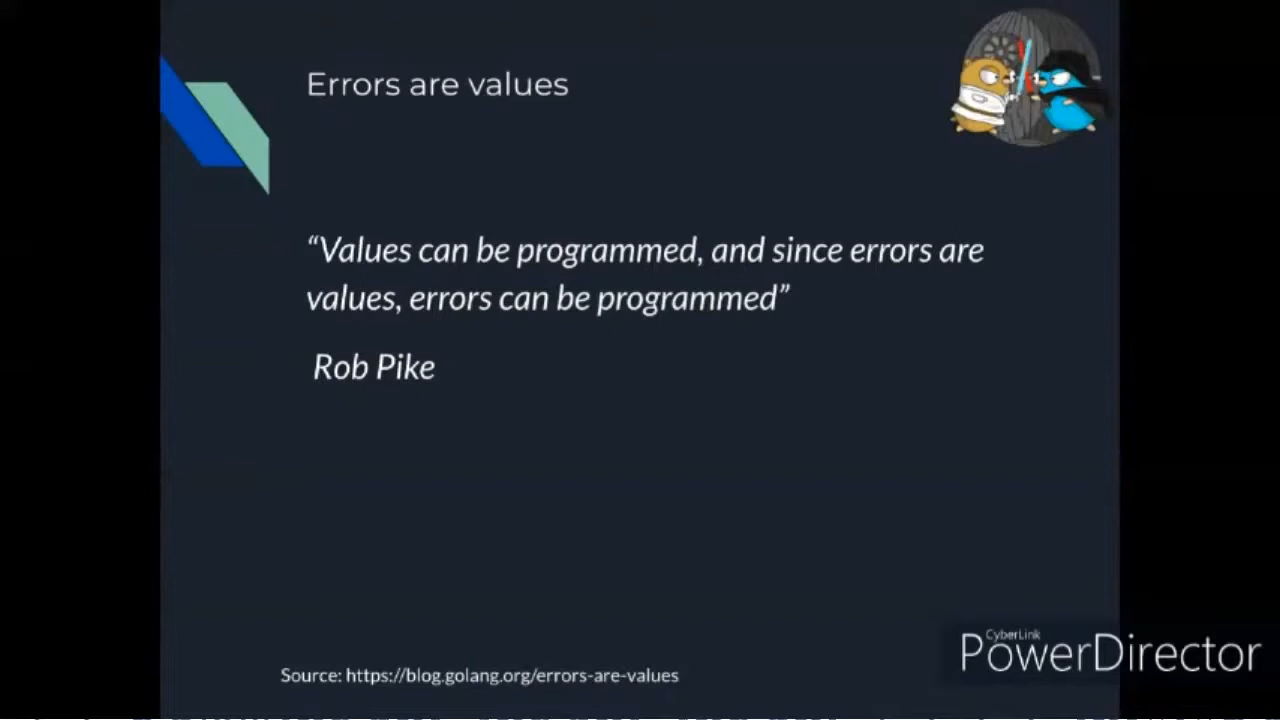 Errors are values
“Values can be programmed, and since errors are
values, errors can be programmed”
Rob Pike
Source: https://blog.golang.org/errors-are-values
CyberLink
PowerDirector